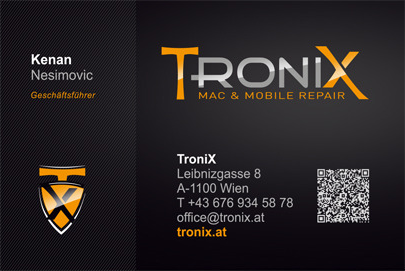 Kenan
Nesimovic
Geschäftsführer
TRONIX
MAC & MOBILE REPAIR
TX
TroniX
Leibnizgasse 8
A-1100 Wien
T +43 676 934 58 78
office@tronix.at
tronix.at